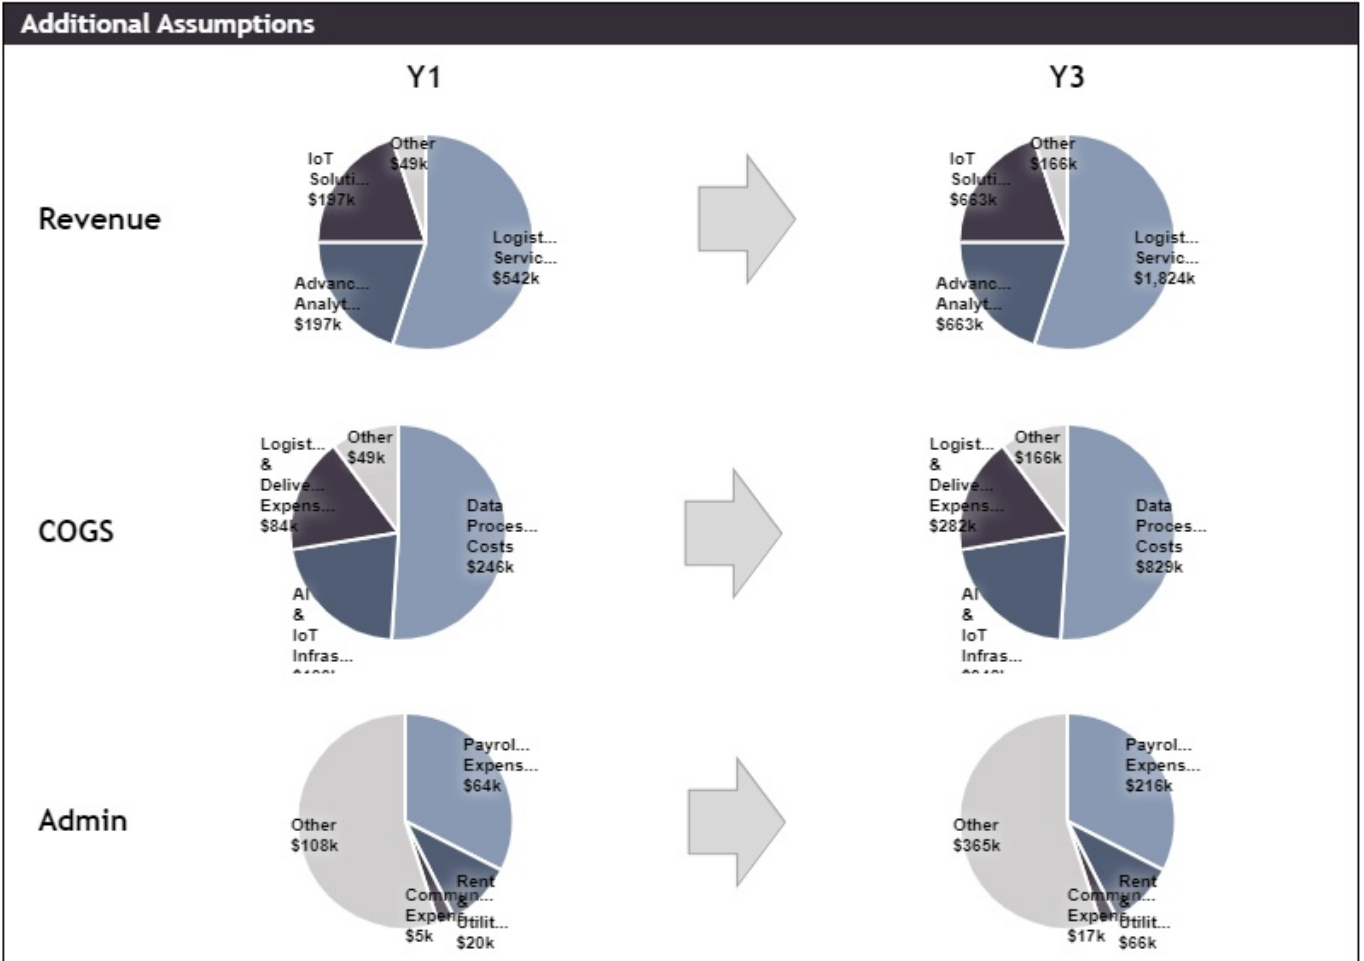 Additional Assumptions
Y1
Y3
Revenue
Other
$49k
IoT
Soluti...
$197k
Logist...
Servic...
$542k
Advanc...
Analyt...
$197k
Other
$166k
IoT
Soluti...
$663k
Logist...
Servic...
$1,824k
Advanc...
Analyt...
$663k
COGS
Other
$49k
Logist...
&
Delive...
Expens...
$84k
Data
Proces...
Costs
$246k
AI
&
IoT
Infras...
Other
$166k
Logist...
&
Delive...
Expens...
$282k
Data
Proces...
Costs
$829k
AI
&
IoT
Infras...
Admin
Payrol...
Expens...
$64k
Other
$108k
Rent
&
Utilit...
$20k
Commun...
Expens...
$5k
Payrol...
Expens...
$216k
Other
$365k
Rent
&
Utilit...
$66k
Commun...
Expens...
$17k